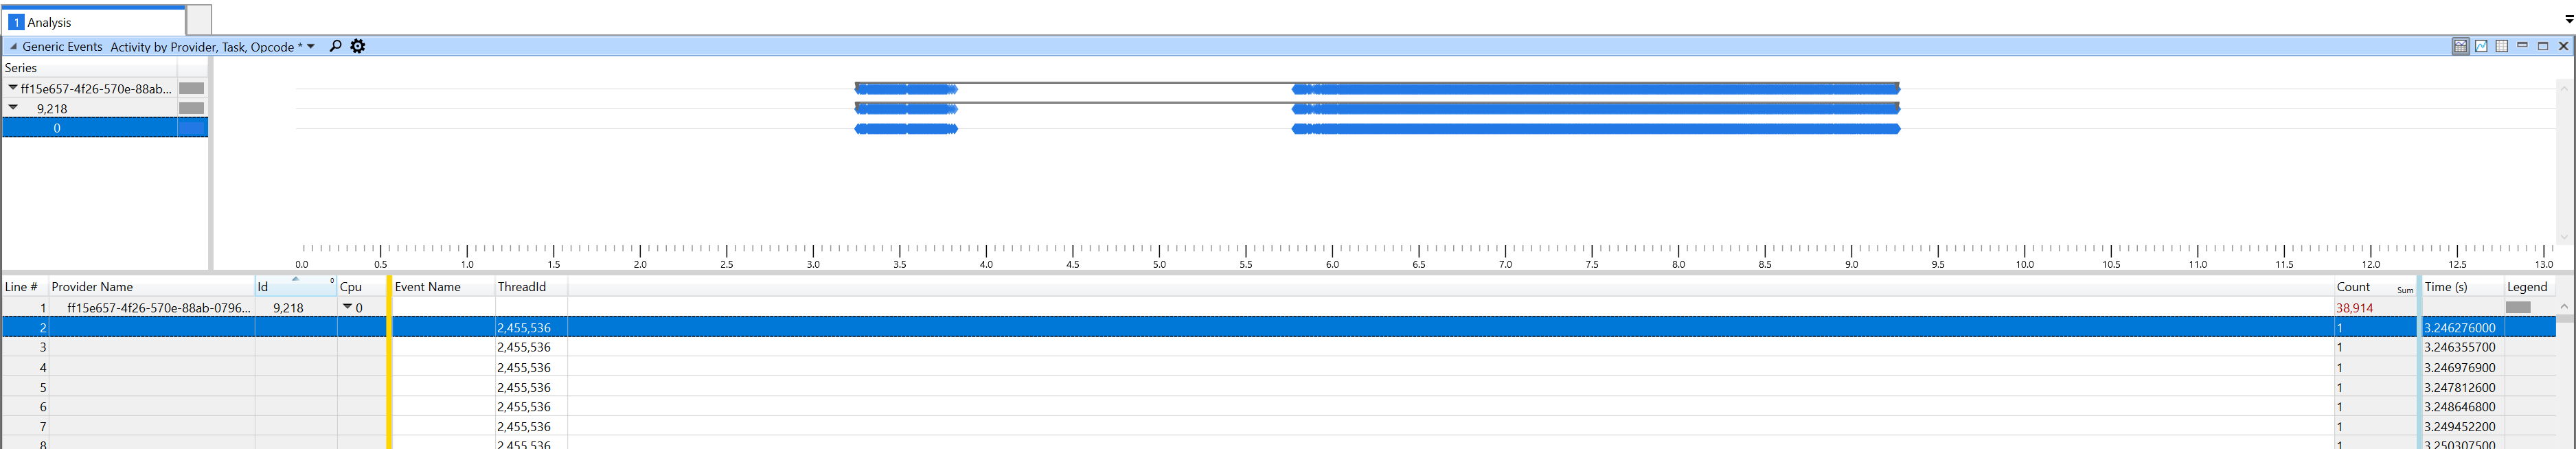 1 Analysis
Generic Events Activity by Provider, Task, Opcode *
Series
ff15e657-4f26-570e-88ab...
9,218
0
0.0 0.5 1.0 1.5 2.0 2.5 3.0 3.5 4.0 4.5 5.0 5.5 6.0 6.5 7.0 7.5 8.0 8.5 9.0 9.5 10.0 10.5 11.0 11.5 12.0 12.5 13.0
Line # Provider Name Id 0 Cpu Event Name ThreadId Count Sum Time (s) Legend
1 ff15e657-4f26-570e-88ab-0796... 9,218 0 38,914
2 2,455,536 1 3.246276000
3 2,455,536 1 3.246355700
4 2,455,536 1 3.246976900
5 2,455,536 1 3.247812600
6 2,455,536 1 3.248646800
7 2,455,536 1 3.249452200
8 2,455,536 1 3.250307500